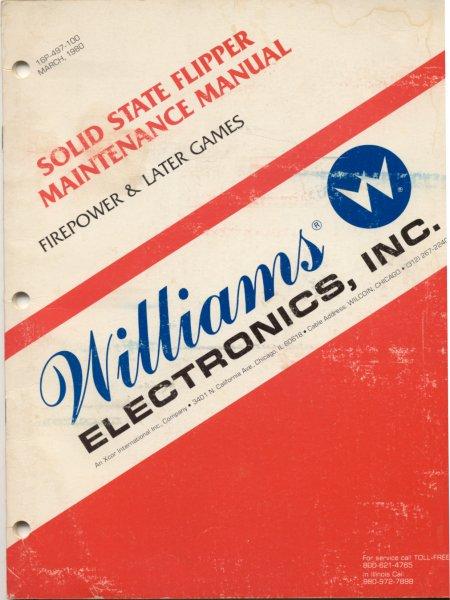 16P-497-100
MARCH, 1980
SOLID STATE FLIPPER
MAINTENANCE MANUAL
FIREPOWER & LATER GAMES
W®
Williams®
ELECTRONICS, INC.
An Xcor International Inc. Company • 3401 N. California Ave., Chicago, IL 60618 • Cable Address: WILCOIN, CHICAGO • (312) 267-2240
For service call TOLL-FREE
800-621-4765
In Illinois Call
980-972-7898